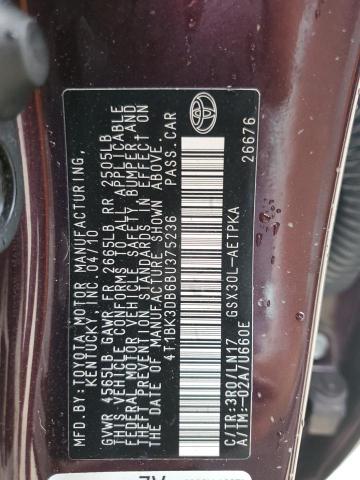 MFD.BY:TOYOTA MOTOR MANUFACTURING,
KENTUCKY, INC. 04/10
GVWR 4565LB GAWR FR 2865LB RR 2505LB
THIS VEHICLE CONFORMS TO ALL APPLICABLE
FEDERAL MOTOR VEHICLE SAFETY, BUMPER, AND
THEFT PREVENTION STANDARDS IN EFFECT ON
THE DATE OF MANUFACTURE SHOWN ABOVE.
4T1BK3DB6BU375236 PASS.CAR
C/TR:3R0/LN17 GSX30L-AETPKA
A/TM:-02A/U660E 26676